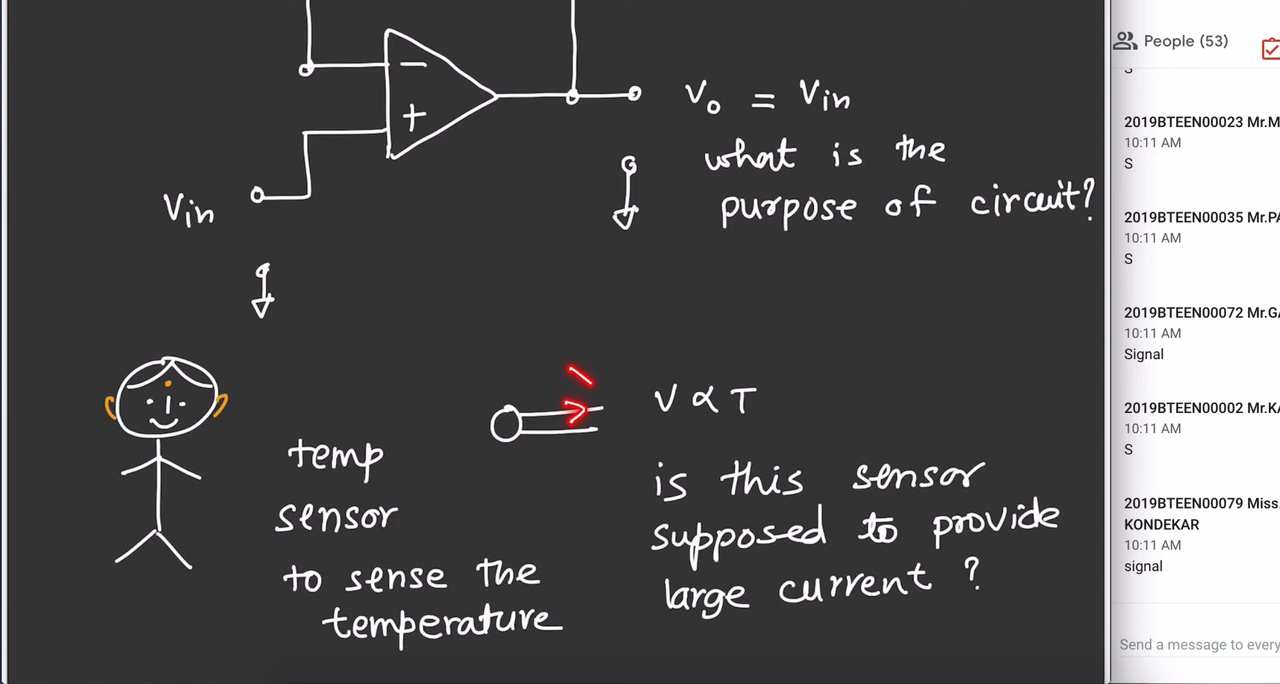 −
+
Vo = Vin
what is the
purpose of circuit?
Vin
temp
sensor
to sense the
temperature
V ∝ T
is this sensor
supposed to provide
large current ?
People (53)
2019BTEEN00023 Mr.M
10:11 AM
S
2019BTEEN00035 Mr.PA
10:11 AM
S
2019BTEEN00072 Mr.GA
10:11 AM
Signal
2019BTEEN00002 Mr.KA
10:11 AM
S
2019BTEEN00079 Miss.
KONDEKAR
10:11 AM
signal
Send a message to every